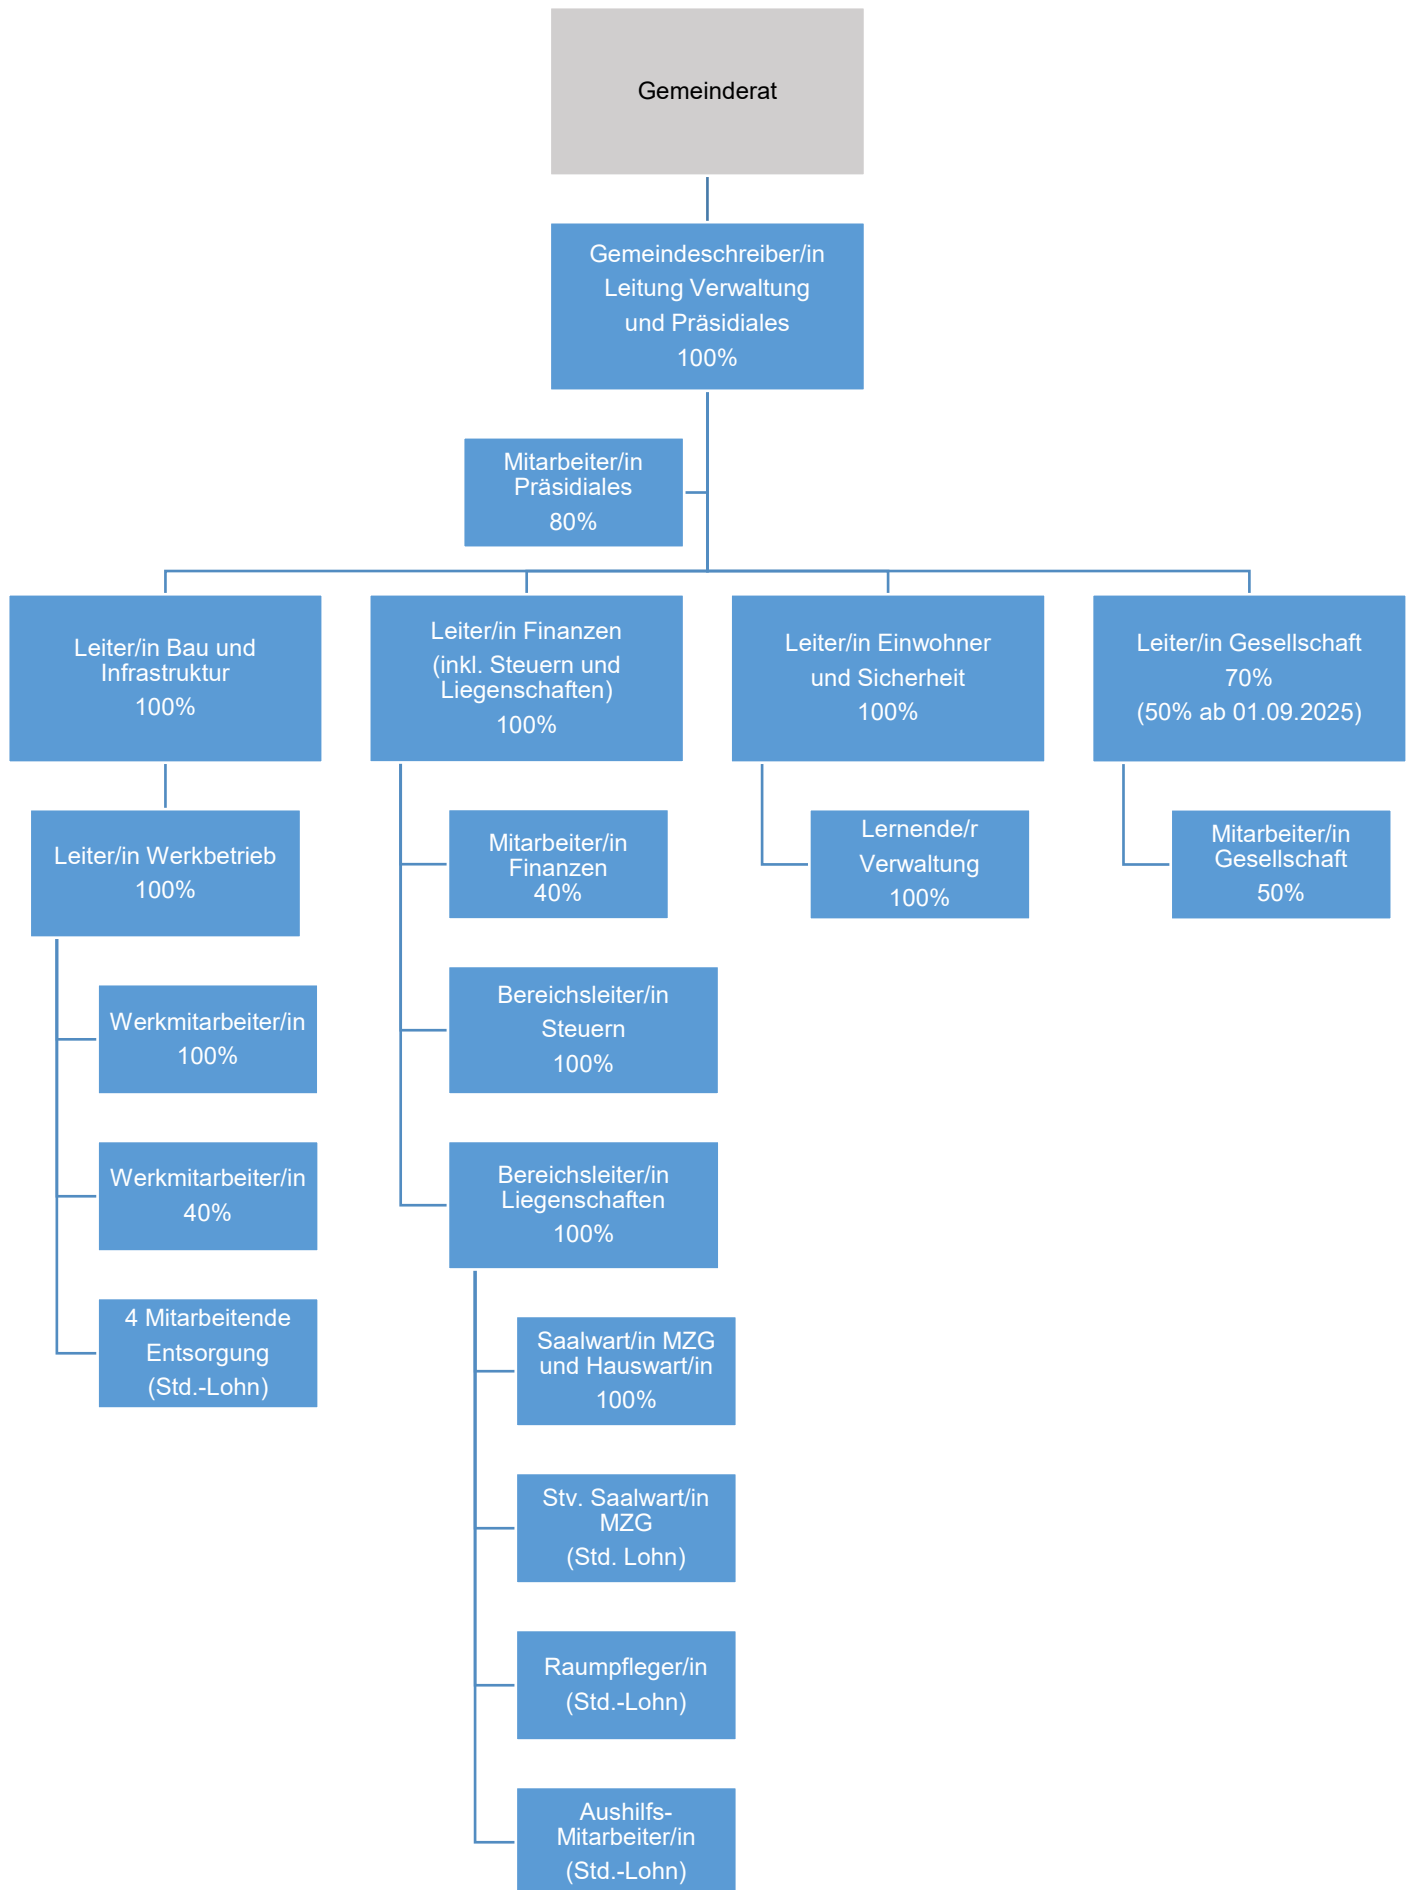 Gemeinderat
Gemeindeschreiber/in
Leitung Verwaltung
und Präsidiales
100%
Mitarbeiter/in
Präsidiales
80%
Leiter/in Bau und
Infrastruktur
100%
Leiter/in Finanzen
(inkl. Steuern und
Liegenschaften)
100%
Leiter/in Einwohner
und Sicherheit
100%
Leiter/in Gesellschaft
70%
(50% ab 01.09.2025)
Leiter/in Werkbetrieb
100%
Werkmitarbeiter/in
100%
Werkmitarbeiter/in
40%
4 Mitarbeitende
Entsorgung
(Std.-Lohn)
Mitarbeiter/in
Finanzen
40%
Bereichsleiter/in
Steuern
100%
Bereichsleiter/in
Liegenschaften
100%
Saalwart/in MZG
und Hauswart/in
100%
Stv. Saalwart/in
MZG
(Std. Lohn)
Raumpfleger/in
(Std.-Lohn)
Aushilfs-
Mitarbeiter/in
(Std.-Lohn)
Lernende/r
Verwaltung
100%
Mitarbeiter/in
Gesellschaft
50%